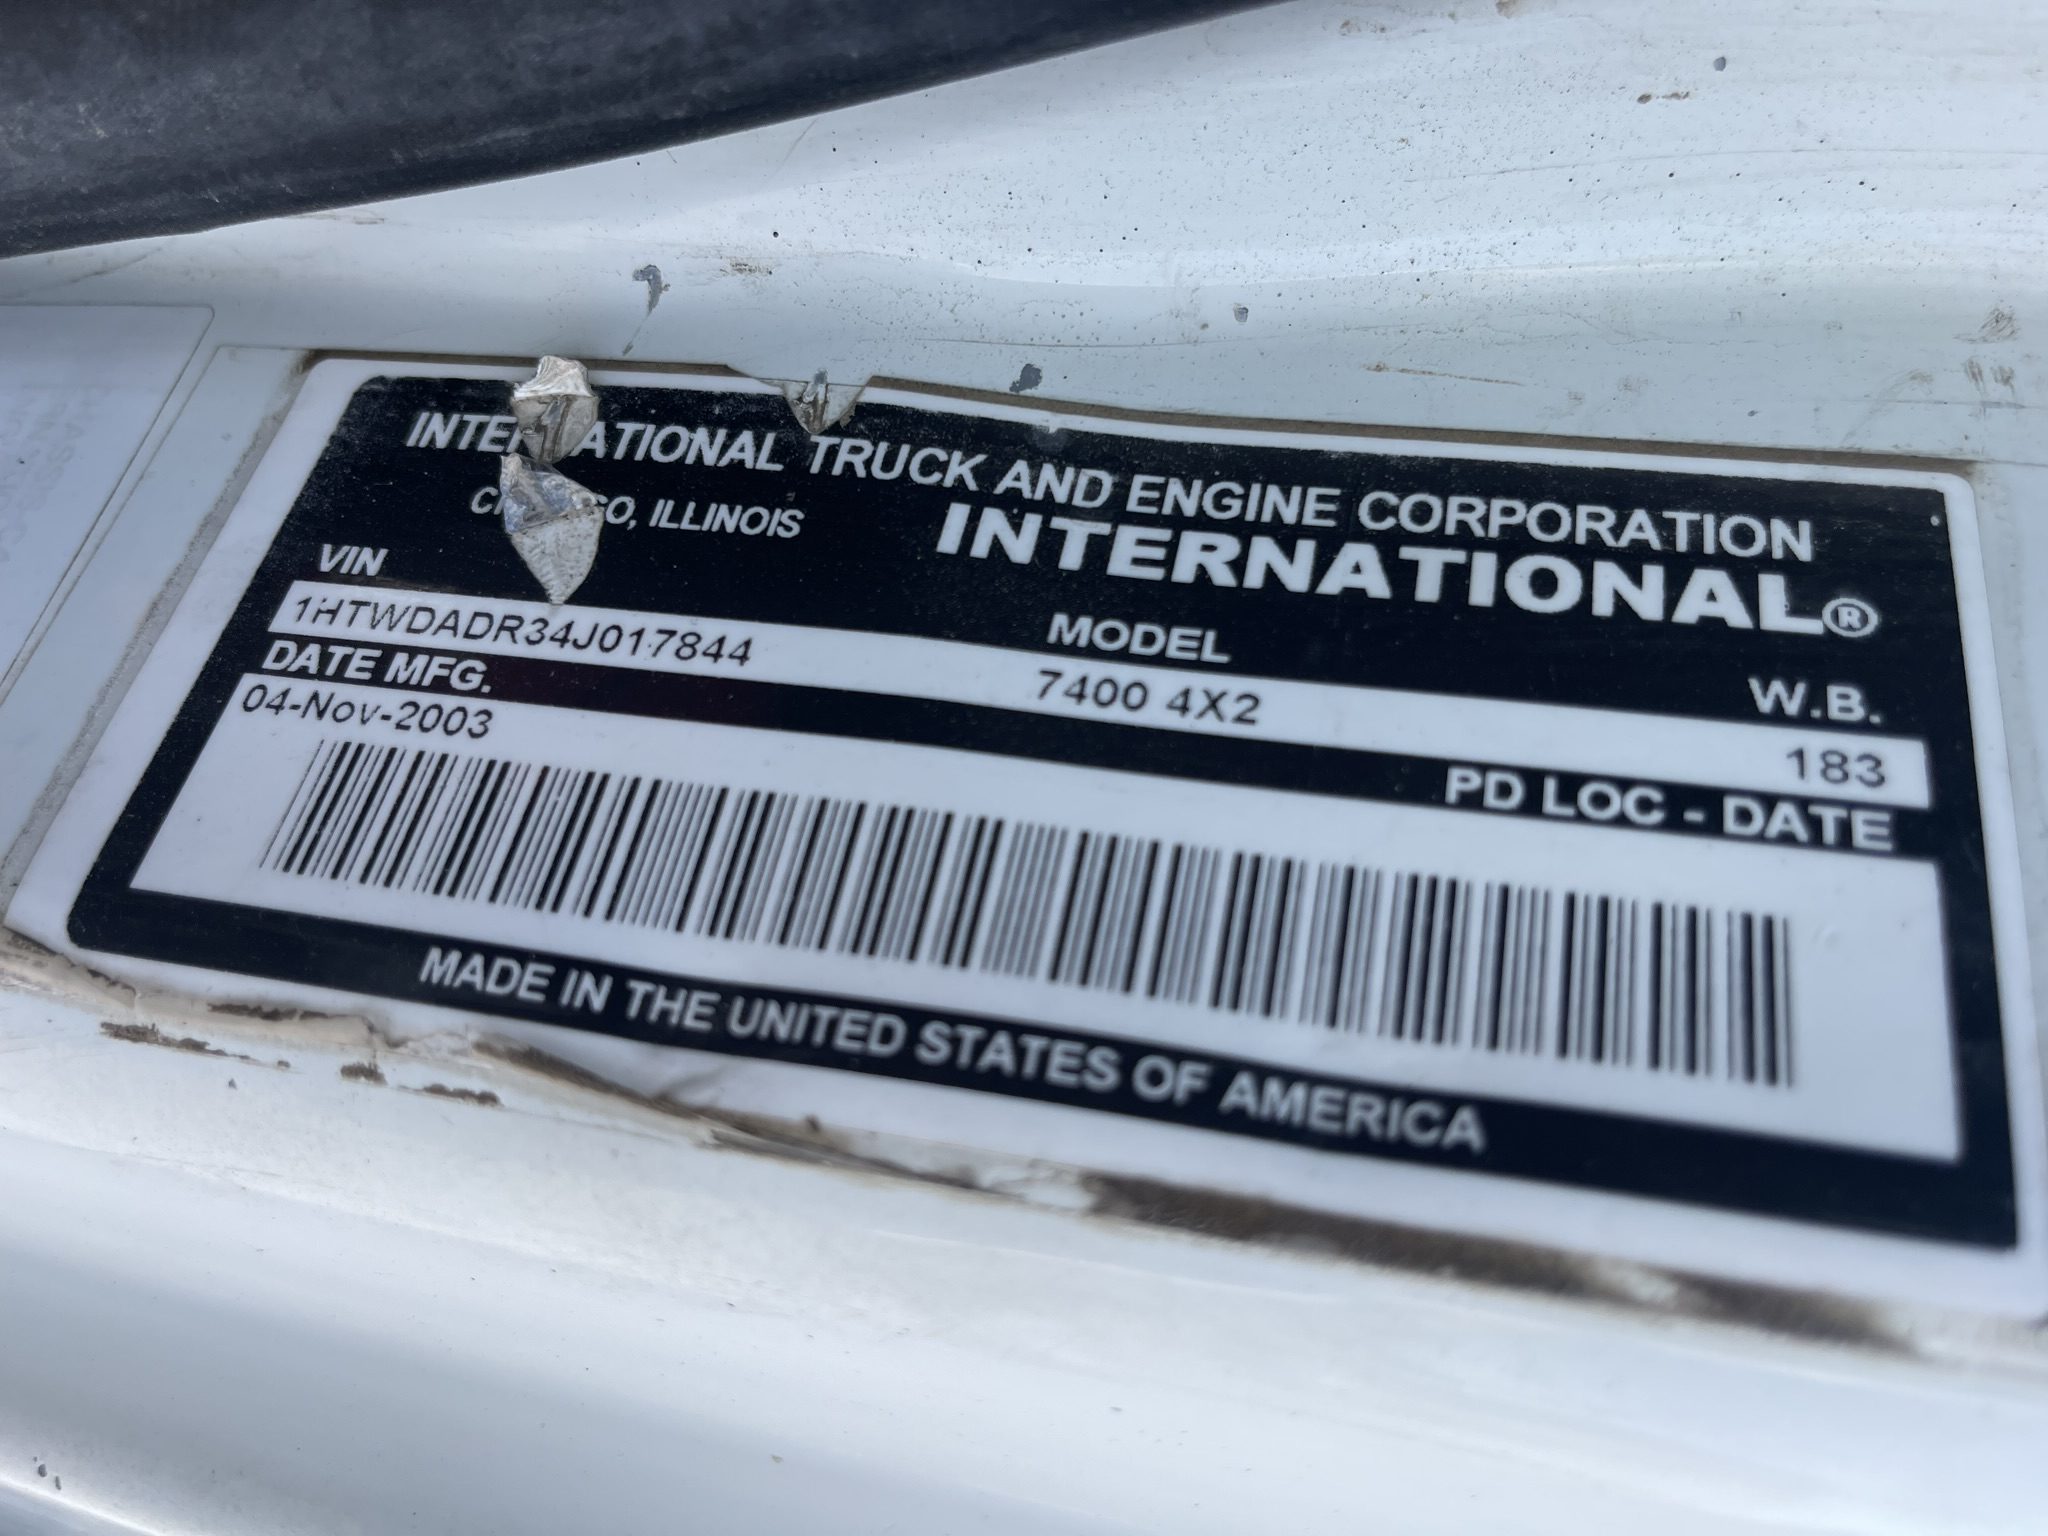 INTERNATIONAL TRUCK AND ENGINE CORPORATION
CHICAGO, ILLINOIS
INTERNATIONAL®
VIN
MODEL
W.B.
1HTWDADR34J017844
7400 4X2
183
DATE MFG.
PD LOC - DATE
04-Nov-2003
MADE IN THE UNITED STATES OF AMERICA